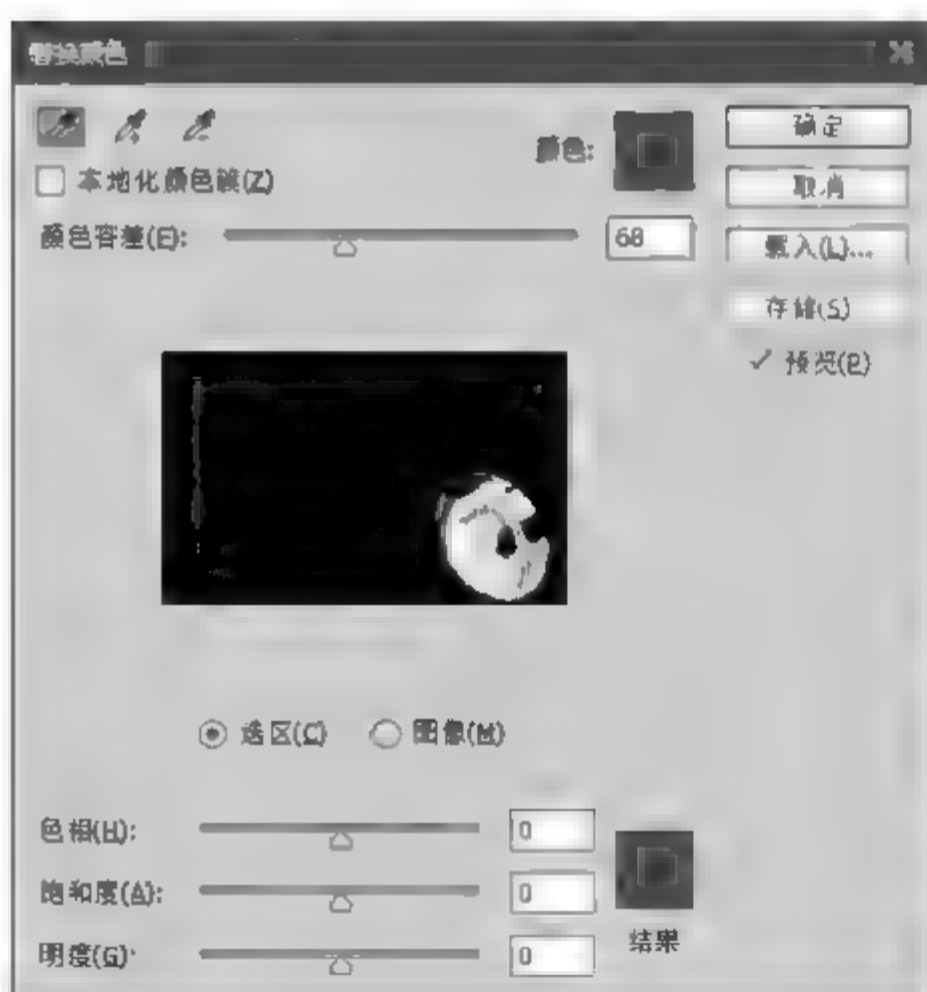 替换颜色
颜色:
确定
本地化颜色簇(Z)
取消
颜色容差(E):
68
载入(L)...
存储(S)
预览(P)
选区(C)
图像(M)
色相(H):
0
饱和度(A):
0
明度(G):
0
结果